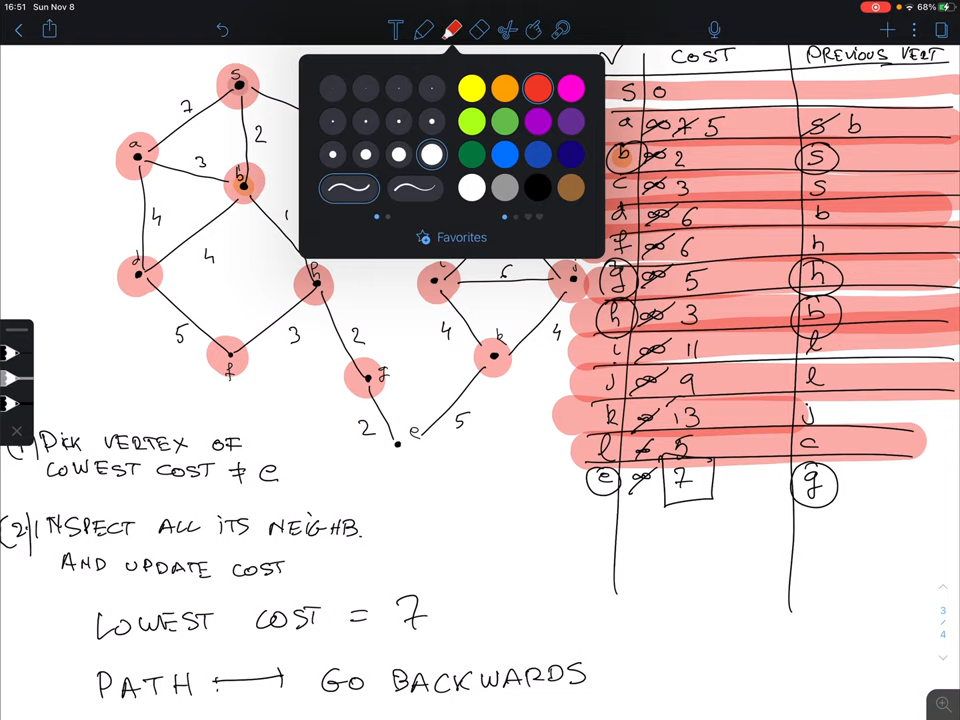 16:51 Sun Nov 8
68%
T
COST PREVIOUS VERT
S
7
2
a
3
b
4
4
1
d
h
6
5
3
2
4
k
4
f
g
2
e
5
Favorites
S 0
a ∞ 7 5 s b
b ∞ 2 s
c ∞ 3 s
d ∞ 6 b
f ∞ 6 h
g ∞ 5 h
h ∞ 3 b
i ∞ 11 l
j ∞ 9 l
k ∞ 13 j
l ∞ 5 c
e ∞ 7 g
(1) PICK VERTEX OF
LOWEST COST ≠ e
(2) INSPECT ALL ITS NEIGHB.
AND UPDATE COST
LOWEST COST = 7
PATH : ⟼ GO BACKWARDS
3
/
4